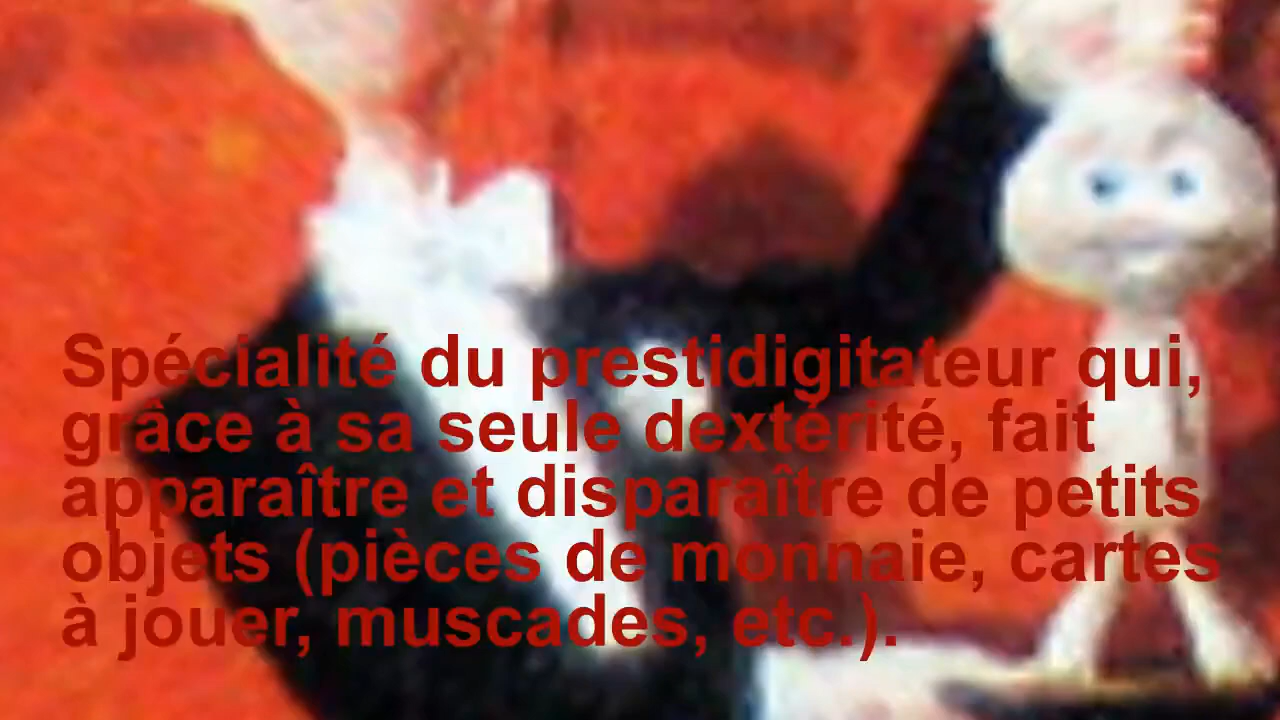 Spécialité du prestidigitateur qui,
grâce à sa seule dextérité, fait
apparaître et disparaître de petits
objets (pièces de monnaie, cartes
à jouer, muscades, etc.).